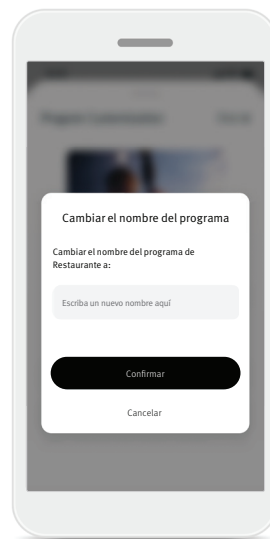 Cambiar el nombre del programa
Cambiar el nombre del programa de
Restaurante a:
Escriba un nuevo nombre aquí
Confirmar
Cancelar